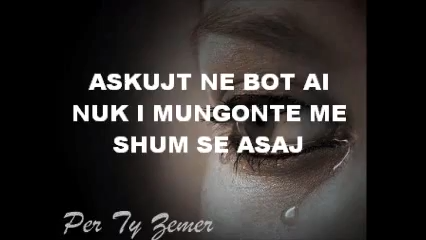 ASKUJT NE BOT AI
NUK I MUNGONTE ME
SHUM SE ASAJ
Per Ty Zemer